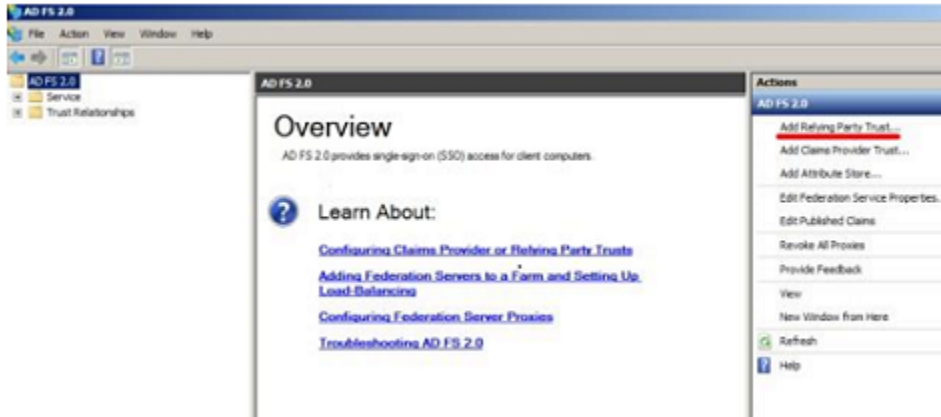 AD FS 2.0
File Action View Window Help
AD FS 2.0
Service
Trust Relationships
AD FS 2.0
Overview
AD FS 2.0 provides single-sign-on (SSO) access for client computers.
Learn About:
Configuring Claims Provider or Relying Party Trusts
Adding Federation Servers to a Farm and Setting Up
Load-Balancing
Configuring Federation Server Proxies
Troubleshooting AD FS 2.0
Actions
AD FS 2.0
Add Relying Party Trust...
Add Claims Provider Trust...
Add Attribute Store...
Edit Federation Service Properties.
Edit Published Claims
Revoke All Proxies
Provide Feedback
View
New Window from Here
Refresh
Help